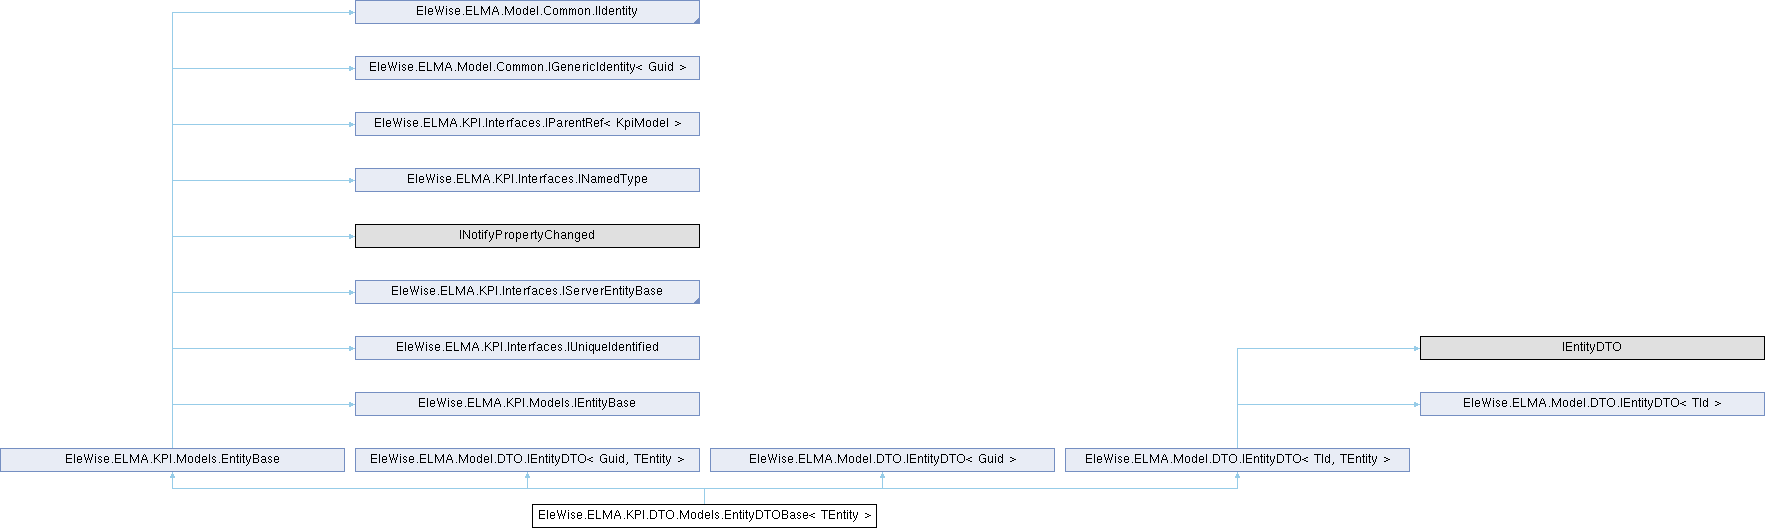 EleWise.ELMA.Model.Common.IIdentity
EleWise.ELMA.Model.Common.IGenericIdentity< Guid >
EleWise.ELMA.KPI.Interfaces.IParentRef< KpiModel >
EleWise.ELMA.KPI.Interfaces.INamedType
INotifyPropertyChanged
EleWise.ELMA.KPI.Interfaces.IServerEntityBase
EleWise.ELMA.KPI.Interfaces.IUniqueIdentified
IEntityDTO
EleWise.ELMA.KPI.Models.IEntityBase
EleWise.ELMA.Model.DTO.IEntityDTO< TId >
EleWise.ELMA.KPI.Models.EntityBase
EleWise.ELMA.Model.DTO.IEntityDTO< Guid, TEntity >
EleWise.ELMA.Model.DTO.IEntityDTO< Guid >
EleWise.ELMA.Model.DTO.IEntityDTO< TId, TEntity >
EleWise.ELMA.KPI.DTO.Models.EntityDTOBase< TEntity >